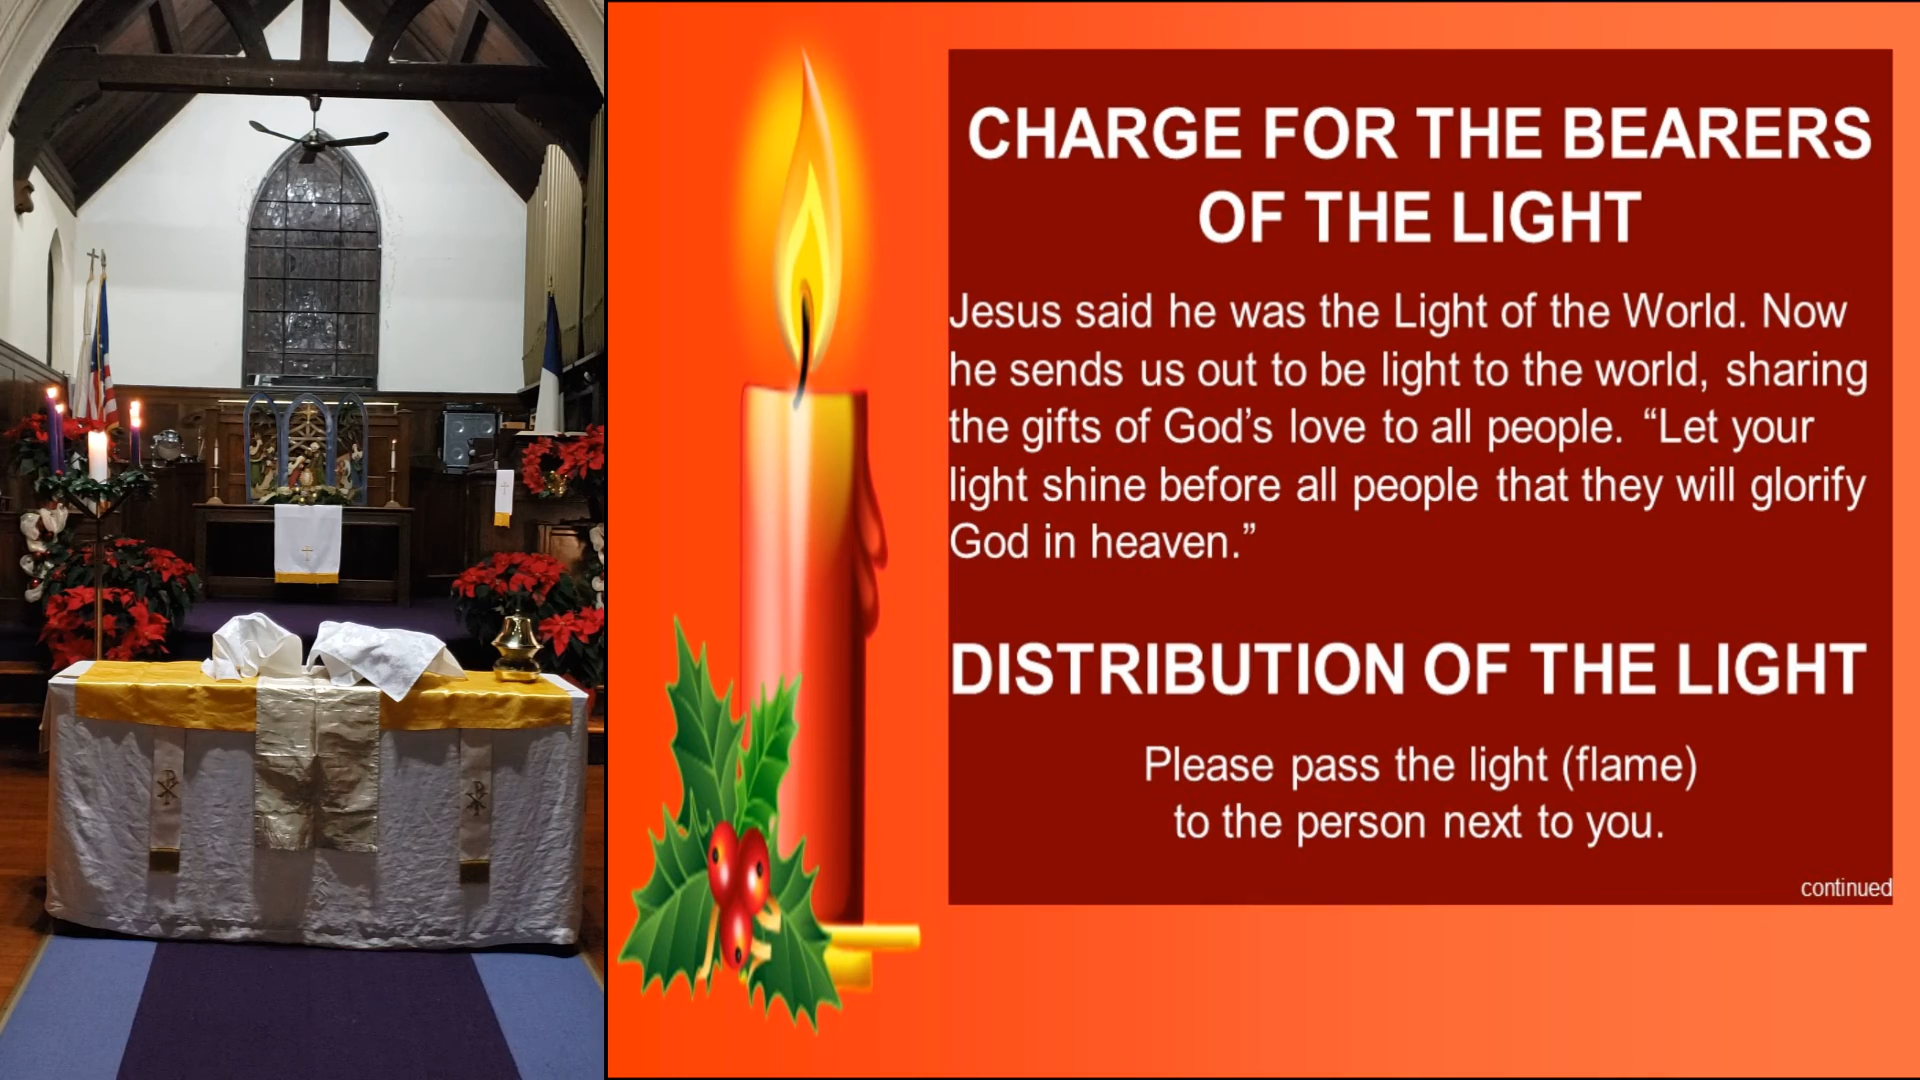 CHARGE FOR THE BEARERS
OF THE LIGHT
Jesus said he was the Light of the World. Now
he sends us out to be light to the world, sharing
the gifts of God’s love to all people. “Let your
light shine before all people that they will glorify
God in heaven.”
DISTRIBUTION OF THE LIGHT
Please pass the light (flame)
to the person next to you.
continued